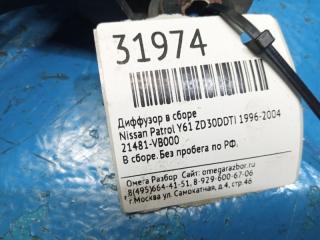 31974
Диффузор в сборе
Nissan Patrol Y61 ZD30DDTI 1996-2004
21481-VB000
В сборе.Без пробега по РФ.
Омега Разбор Сайт: omegarazbor.ru
8(495)664-41-51, 8-929-600-67-06
г.Москва ул. Самокатная, д.4, стр 46